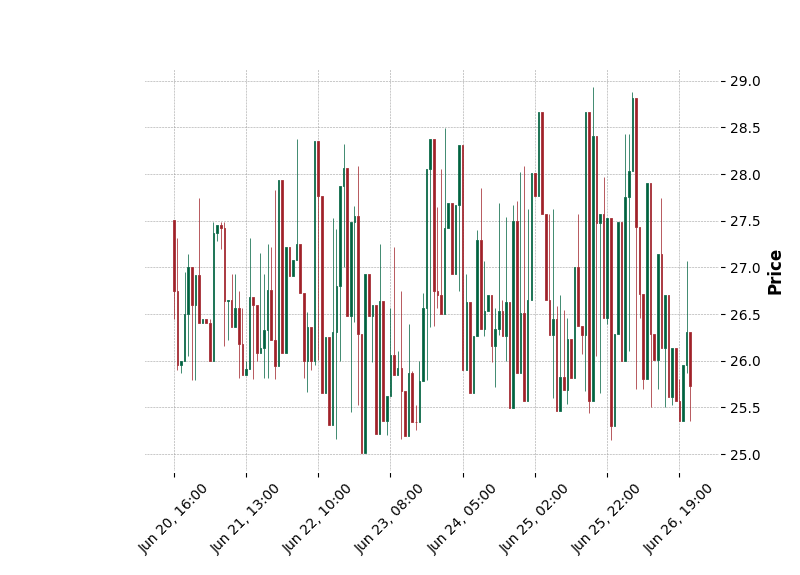 29.0
28.5
28.0
27.5
27.0
26.5
26.0
25.5
25.0
Price
Jun 20, 16:00
Jun 21, 13:00
Jun 22, 10:00
Jun 23, 08:00
Jun 24, 05:00
Jun 25, 02:00
Jun 25, 22:00
Jun 26, 19:00